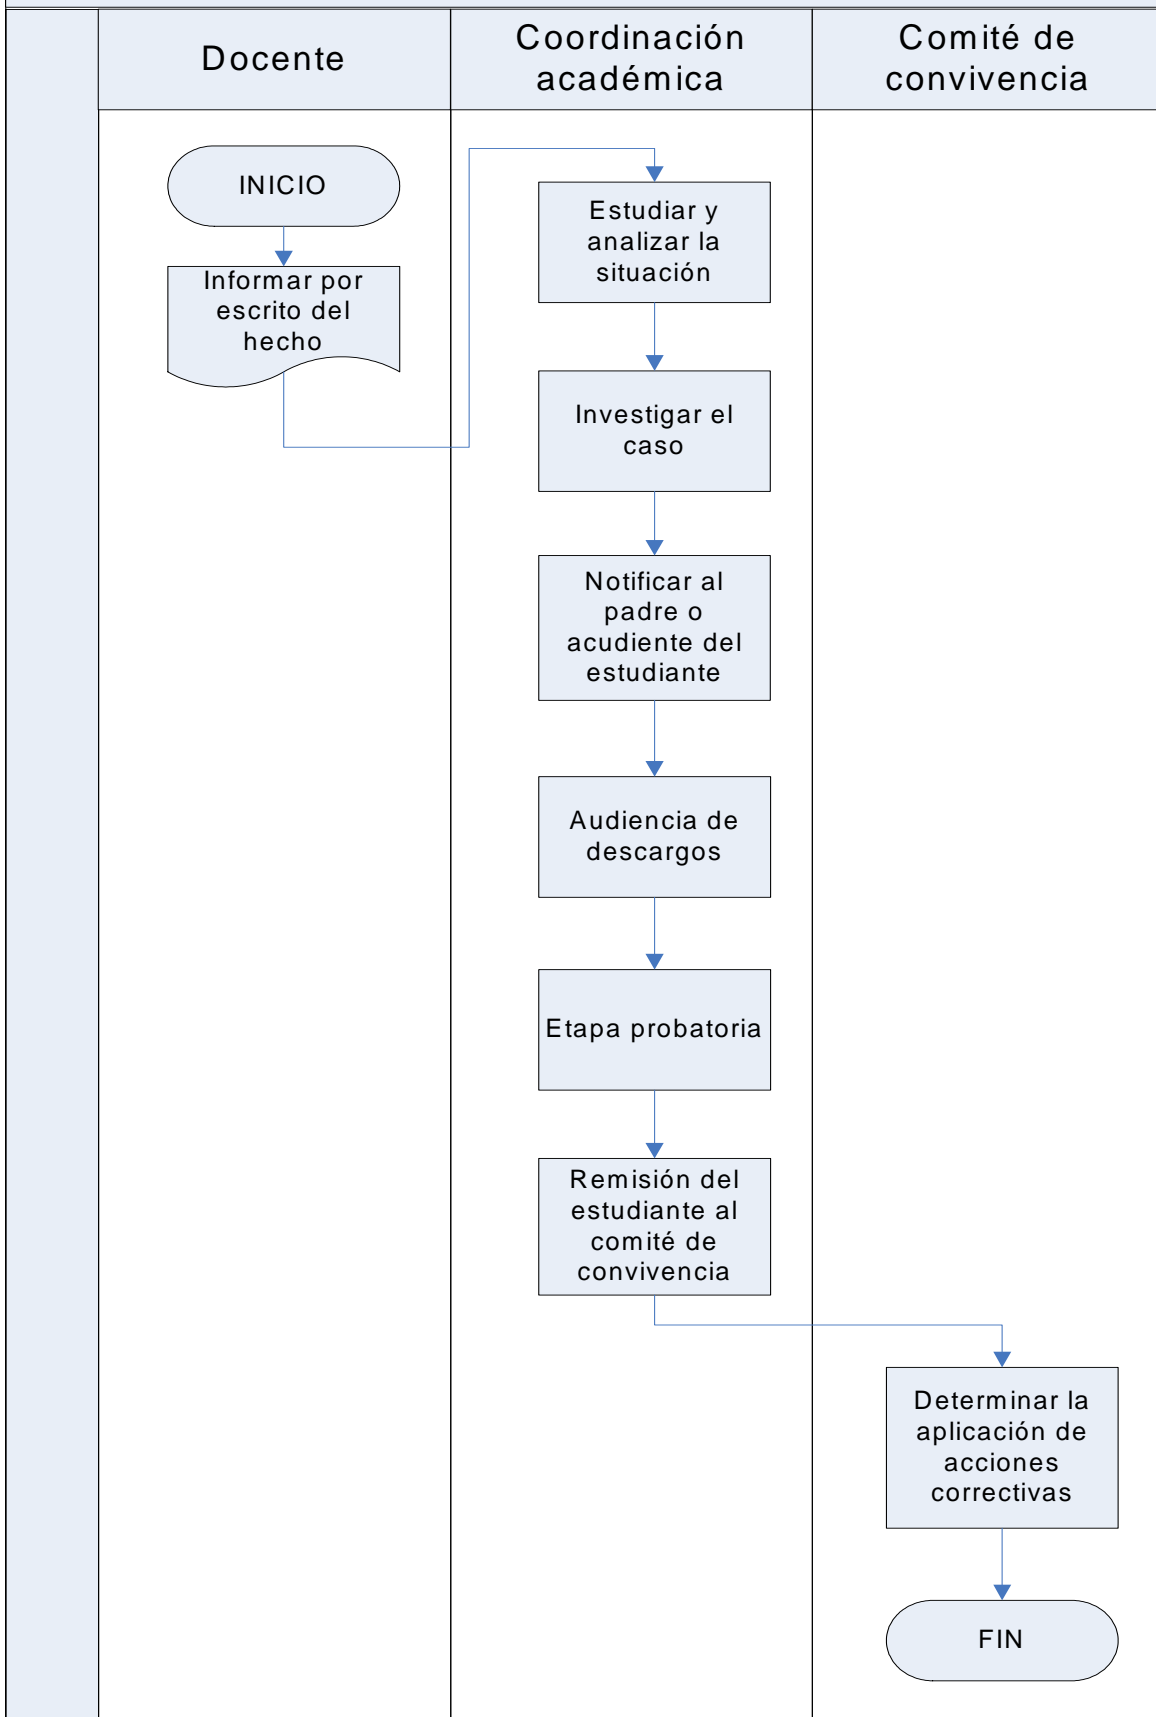 Docente
Coordinación
académica
Comité de
convivencia
INICIO
Informar por
escrito del
hecho
Estudiar y
analizar la
situación
Investigar el
caso
Notificar al
padre o
acudiente del
estudiante
Audiencia de
descargos
Etapa probatoria
Remisión del
estudiante al
comité de
convivencia
Determinar la
aplicación de
acciones
correctivas
FIN